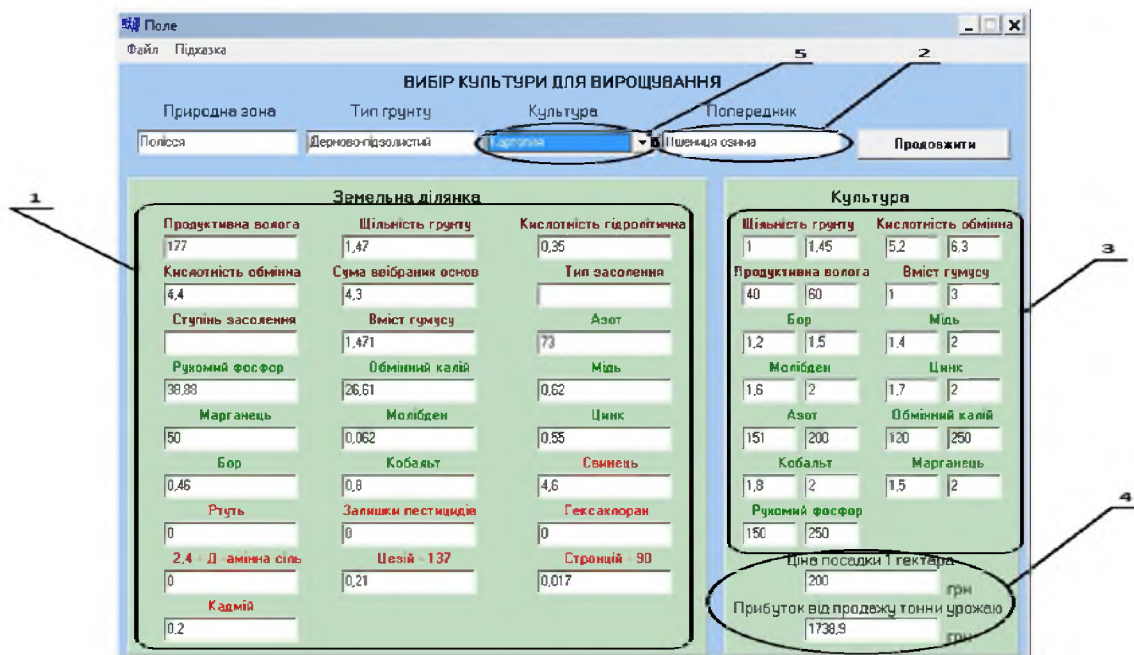 Поле
Файл Підказка
5 2
ВИБІР КУЛЬТУРИ ДЛЯ ВИРОЩУВАННЯ
Природна зона Тип грунту Культура Попередник
Полісся Дерново-підзолистий Картопля Пшениця озима Продовжити
1
Земельна ділянка Культура
Продуктивна волога Щільність грунту Кислотність гідролітична Щільність грунту Кислотність обмінна
177 1,47 0,35 1 1,45 5,2 6,3
3
Кислотність обмінна Сума ввібраних основ Тип засолення Продуктивна волога Вміст гумусу
4,4 4,3 40 60 1 3
Ступінь засолення Вміст гумусу Азот Бор Мідь
1,471 73 1,2 1,5 1,4 2
Рухомий фосфор Обмінний калій Мідь Молібден Цинк
38,88 26,61 0,62 1,6 2 1,7 2
Марганець Молібден Цинк Азот Обмінний калій
50 0,062 0,55 151 200 120 250
Бор Кобальт Свинець Кобальт Марганець
0,46 0,8 4,6 1,8 2 1,5 2
4
Ртуть Залишки пестицидів Гексахлоран Рухомий фосфор
0 0 0 150 250
2,4 - Д -амінна сіль Цезій - 137 Стронцій - 90 Ціна посадки 1 гектара
0 0,21 0,017 200 грн
Кадмій Прибуток від продажу тонни урожаю
0,2 1738,9 грн